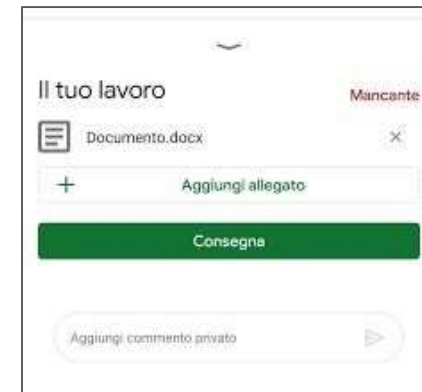 Il tuo lavoro
Mancante
Documento.docx
Aggiungi allegato
Consegna
Aggiungi commento privato